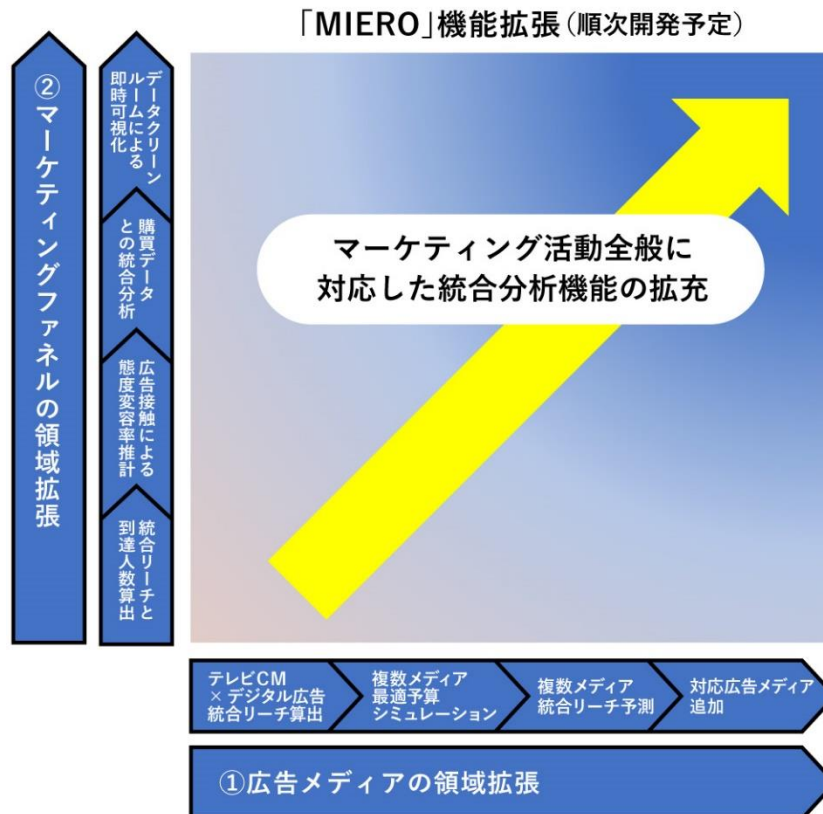 「MIERO」機能拡張（順次開発予定）
②マーケティングファネルの領域拡張
データクリーン
ルームによる
即時可視化
購買データ
との統合分析
広告接触による
態度変容率推計
統合リーチと
到達人数算出
マーケティング活動全般に
対応した統合分析機能の拡充
テレビCM
×デジタル広告
統合リーチ算出
複数メディア
最適予算
シミュレーション
複数メディア
統合リーチ予測
対応広告メディア
追加
①広告メディアの領域拡張